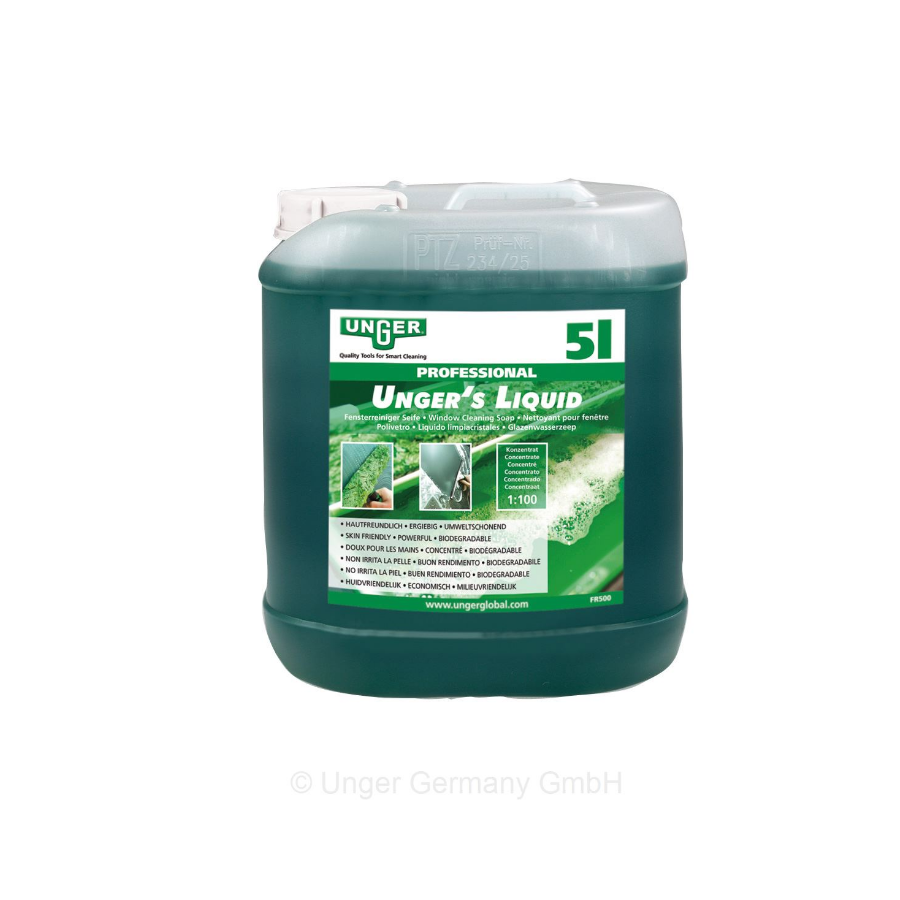 PTZ Prüf-Nr.
234/25
UNGER
Quality Tools for Smart Cleaning
5l
PROFESSIONAL
UNGER'S LIQUID
Fensterreiniger Seife • Window Cleaning Soap • Nettoyant pour fenêtre
Polivetro • Líquido limpiacristales • Glazenwasserzeep
Konzentrat
Concentrate
Concentré
Concentrato
Concentrado
Concentraat
1:100
• HAUTFREUNDLICH • ERGIEBIG • UMWELTSCHONEND
• SKIN FRIENDLY • POWERFUL • BIODEGRADABLE
• DOUX POUR LES MAINS • CONCENTRÉ • BIODÉGRADABLE
• NON IRRITA LA PELLE • BUON RENDIMENTO • BIODEGRADABILE
• NO IRRITA LA PIEL • BUEN RENDIMIENTO • BIODEGRADABLE
• HUIDVRIENDELIJK • ECONOMISCH • MILIEUVRIENDELIJK
FR500
www.ungerglobal.com
© Unger Germany GmbH